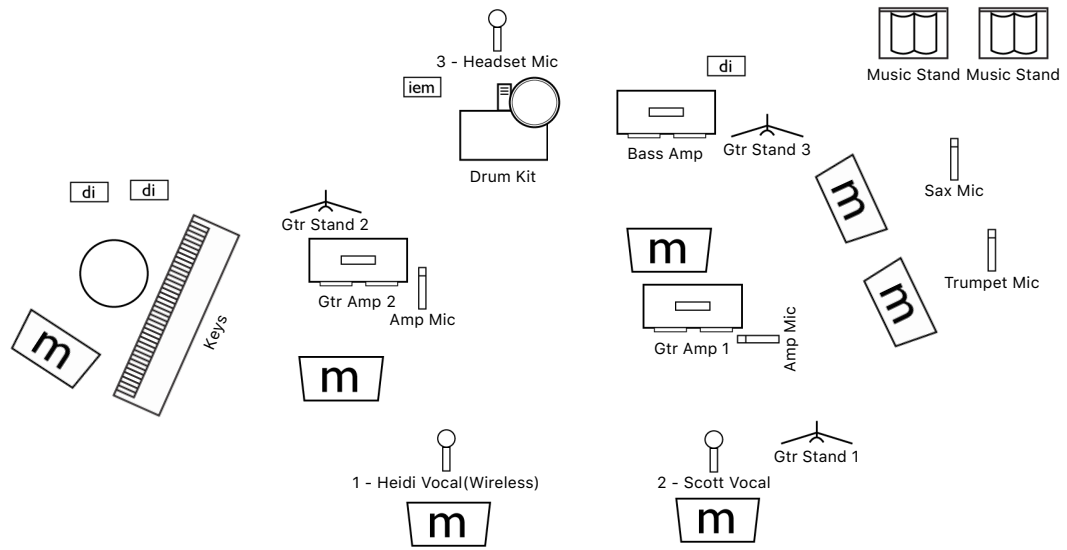 3 - Headset Mic
iem
Drum Kit
di
Bass Amp
Gtr Stand 3
Music Stand
Music Stand
m
Sax Mic
di
di
Gtr Stand 2
Gtr Amp 2
Amp Mic
Keys
m
m
m
Gtr Amp 1
Amp Mic
Trumpet Mic
m
1 - Heidi Vocal(Wireless)
m
2 - Scott Vocal
m
Gtr Stand 1